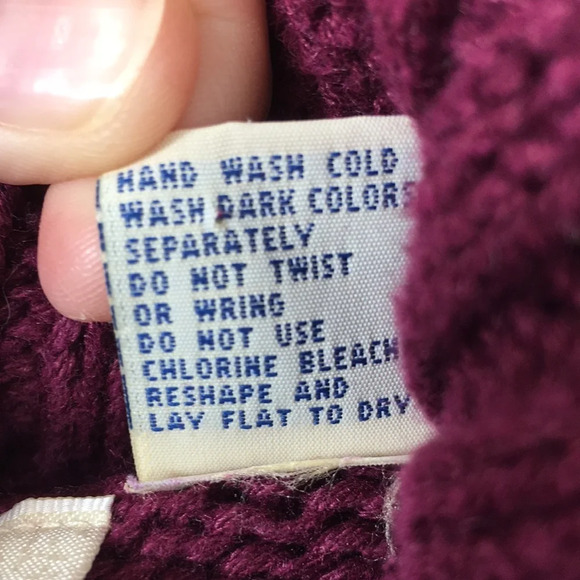 HAND WASH COLD
WASH DARK COLORS
SEPARATELY
DO NOT TWIST
OR WRING
DO NOT USE
CHLORINE BLEACH
RESHAPE AND
LAY FLAT TO DRY